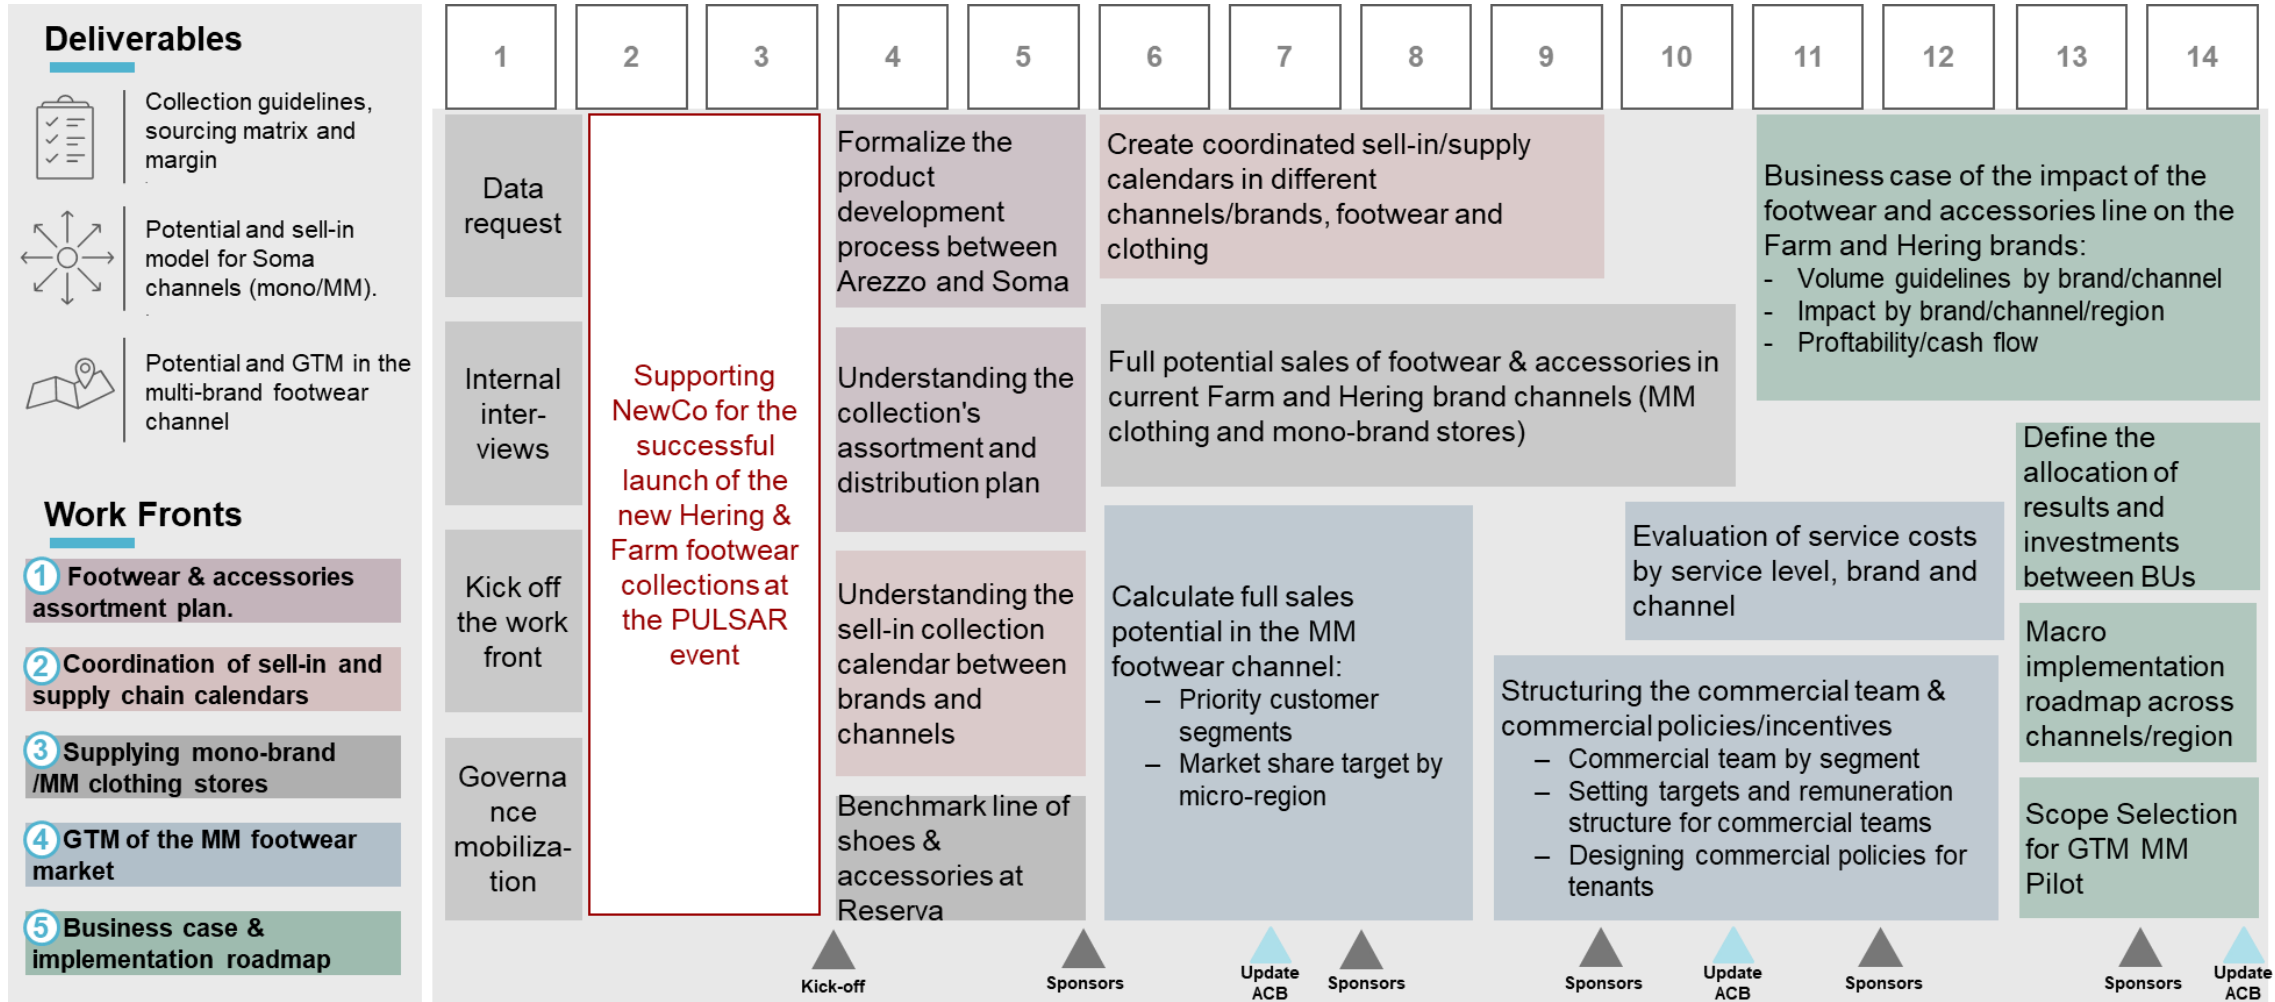 Deliverables
Collection guidelines,
sourcing matrix and
margin
Potential and sell-in
model for Soma
channels (mono/MM).
Potential and GTM in the
multi-brand footwear
channel
Work Fronts
1 Footwear & accessories
assortment plan.
2 Coordination of sell-in and
supply chain calendars
3 Supplying mono-brand
/MM clothing stores
4 GTM of the MM footwear
market
5 Business case &
implementation roadmap
1 2 3 4 5 6 7 8 9 10 11 12 13 14
Data
request
Internal
inter-
views
Kick off
the work
front
Governa
nce
mobiliza-
tion
Supporting
NewCo for the
successful
launch of the
new Hering &
Farm footwear
collections at
the PULSAR
event
Formalize the
product
development
process between
Arezzo and Soma
Understanding the
collection's
assortment and
distribution plan
Understanding the
sell-in collection
calendar between
brands and
channels
Benchmark line of
shoes &
accessories at
Reserva
Create coordinated sell-in/supply
calendars in different
channels/brands, footwear and
clothing
Full potential sales of footwear & accessories in
current Farm and Hering brand channels (MM
clothing and mono-brand stores)
Calculate full sales
potential in the MM
footwear channel:
– Priority customer
segments
– Market share target by
micro-region
Evaluation of service costs
by service level, brand and
channel
Structuring the commercial team &
commercial policies/incentives
– Commercial team by segment
– Setting targets and remuneration
structure for commercial teams
– Designing commercial policies for
tenants
Business case of the impact of the
footwear and accessories line on the
Farm and Hering brands:
- Volume guidelines by brand/channel
- Impact by brand/channel/region
- Proftability/cash flow
Define the
allocation of
results and
investments
between BUs
Macro
implementation
roadmap across
channels/region
Scope Selection
for GTM MM
Pilot
Kick-off
Sponsors
Update
ACB
Sponsors
Sponsors
Update
ACB
Sponsors
Sponsors
Update
ACB